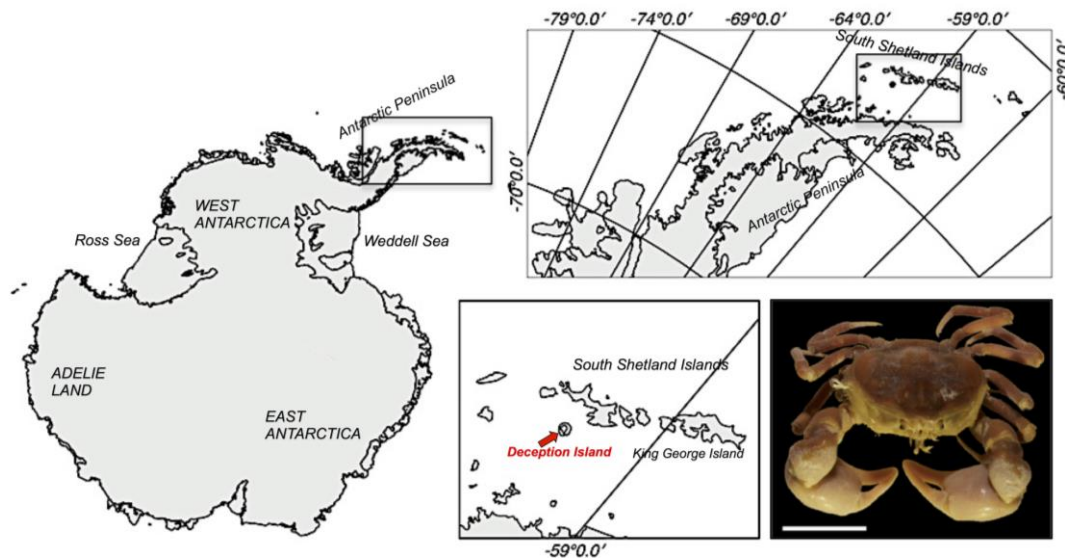 Antarctic Peninsula
WEST
ANTARCTICA
Ross Sea
Weddell Sea
ADELIE
LAND
EAST
ANTARCTICA
-79°0.0′
-74°0.0′
-69°0.0′
-64°0.0′
-59°0.0′
South Shetland Islands
-60°0.0′
-70°0.0′
Antarctic Peninsula
South Shetland Islands
Deception Island
King George Island
-59°0.0′